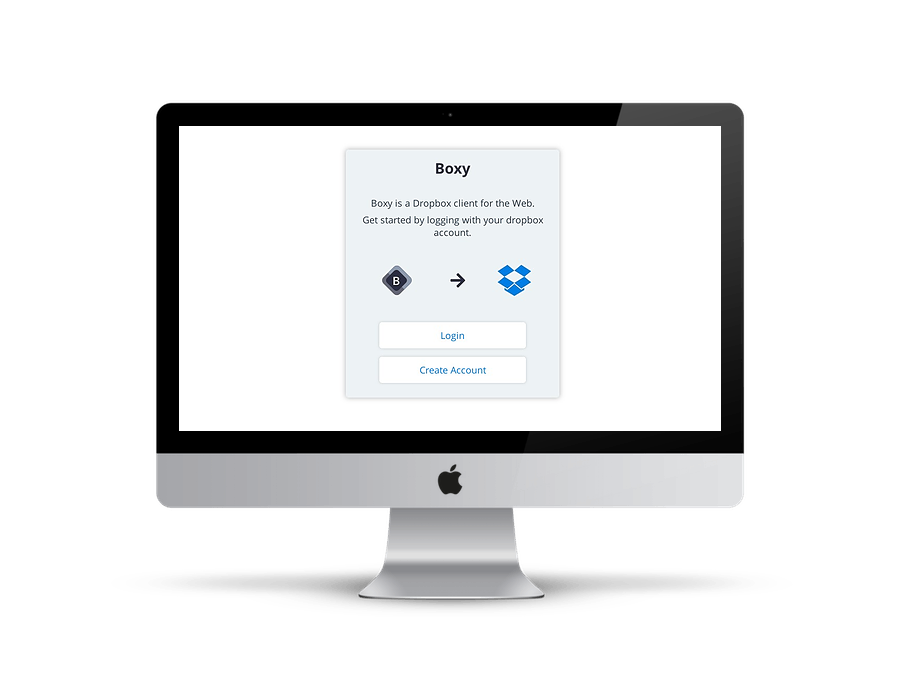 Boxy
Boxy is a Dropbox client for the Web.
Get started by logging with your dropbox
account.
B
Login
Create Account